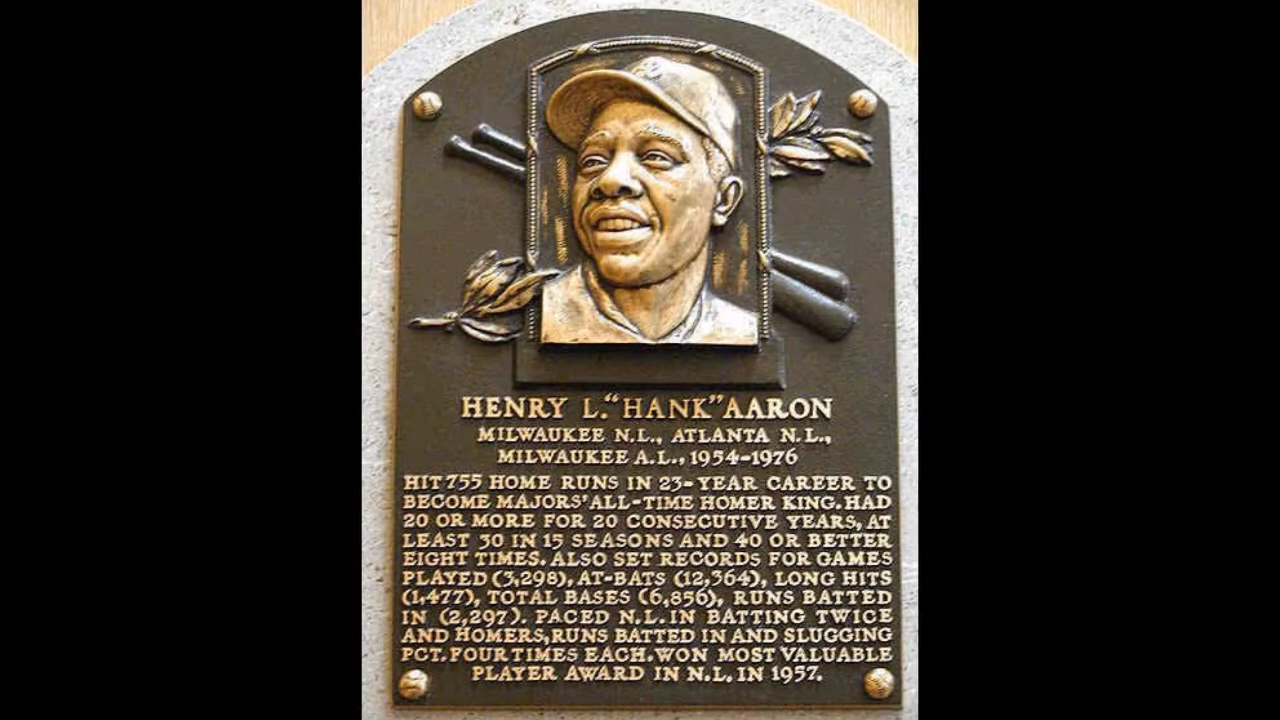 HENRY L. "HANK" AARON
MILWAUKEE N.L., ATLANTA N.L.,
MILWAUKEE A.L., 1954-1976
HIT 755 HOME RUNS IN 23-YEAR CAREER TO
BECOME MAJORS' ALL-TIME HOMER KING. HAD
20 OR MORE FOR 20 CONSECUTIVE YEARS, AT
LEAST 30 IN 15 SEASONS AND 40 OR BETTER
EIGHT TIMES. ALSO SET RECORDS FOR GAMES
PLAYED (3,298), AT-BATS (12,364), LONG HITS
(1,477), TOTAL BASES (6,856), RUNS BATTED
IN (2,297). PACED N.L. IN BATTING TWICE
AND HOMERS, RUNS BATTED IN AND SLUGGING
PCT. FOUR TIMES EACH. WON MOST VALUABLE
PLAYER AWARD IN N.L. IN 1957.